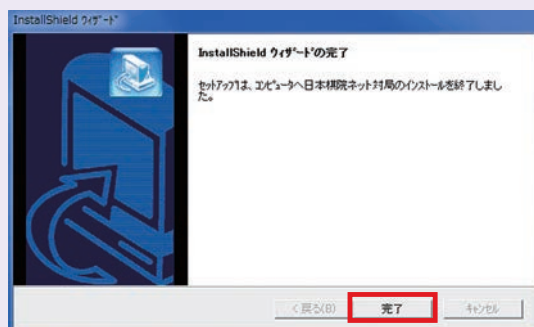 InstallShield ウィザード
InstallShield ウィザードの完了
セットアップは、コンピュータへ日本棋院ネット対局のインストールを終了しまし
た。
< 戻る(B)
完了
キャンセル